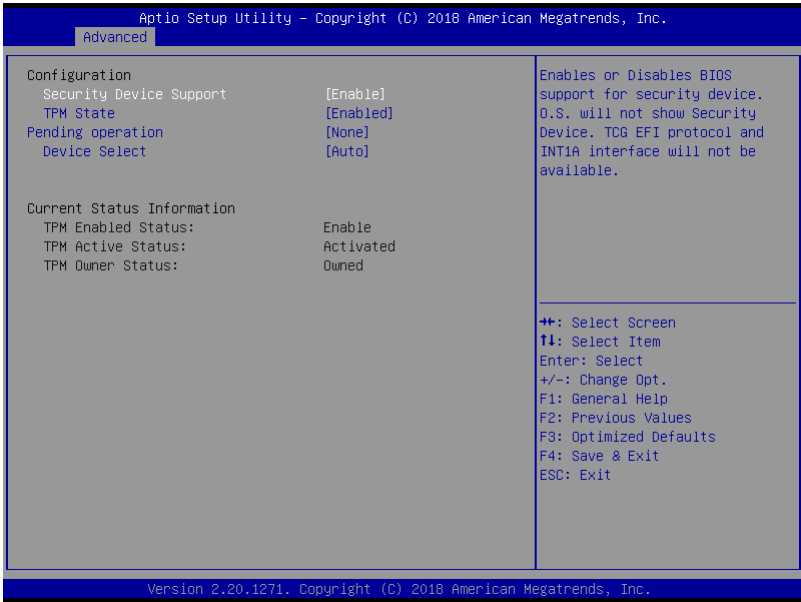 Aptio Setup Utility – Copyright (C) 2018 American Megatrends, Inc.
Advanced
Configuration
Security Device Support [Enable]
TPM State [Enabled]
Pending operation [None]
Device Select [Auto]
Current Status Information
TPM Enabled Status: Enable
TPM Active Status: Activated
TPM Owner Status: Owned
Enables or Disables BIOS
support for security device.
O.S. will not show Security
Device. TCG EFI protocol and
INT1A interface will not be
available.
→←: Select Screen
↑↓: Select Item
Enter: Select
+/-: Change Opt.
F1: General Help
F2: Previous Values
F3: Optimized Defaults
F4: Save & Exit
ESC: Exit
Version 2.20.1271. Copyright (C) 2018 American Megatrends, Inc.